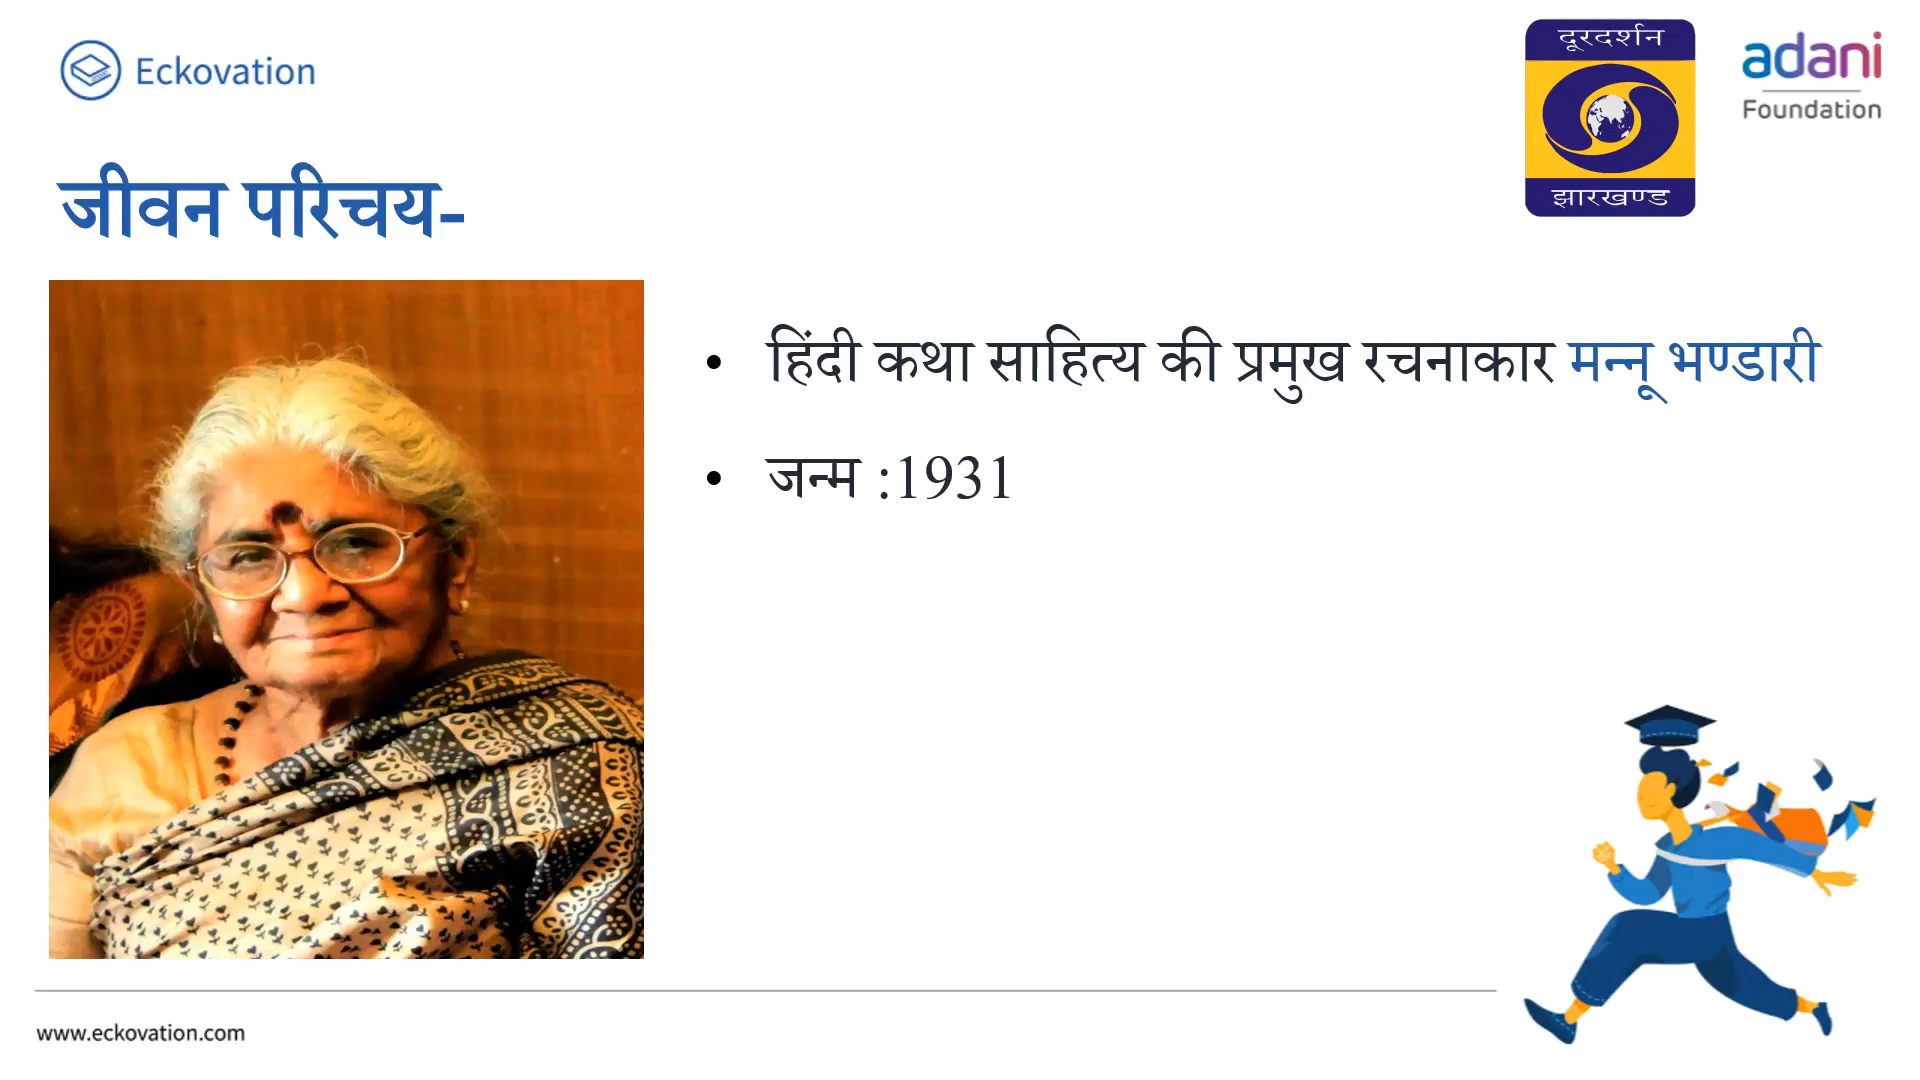 Eckovation
दूरदर्शन
झारखण्ड
adani
Foundation
जीवन परिचय-
• हिंदी कथा साहित्य की प्रमुख रचनाकार मन्नू भण्डारी
• जन्म :1931
www.eckovation.com